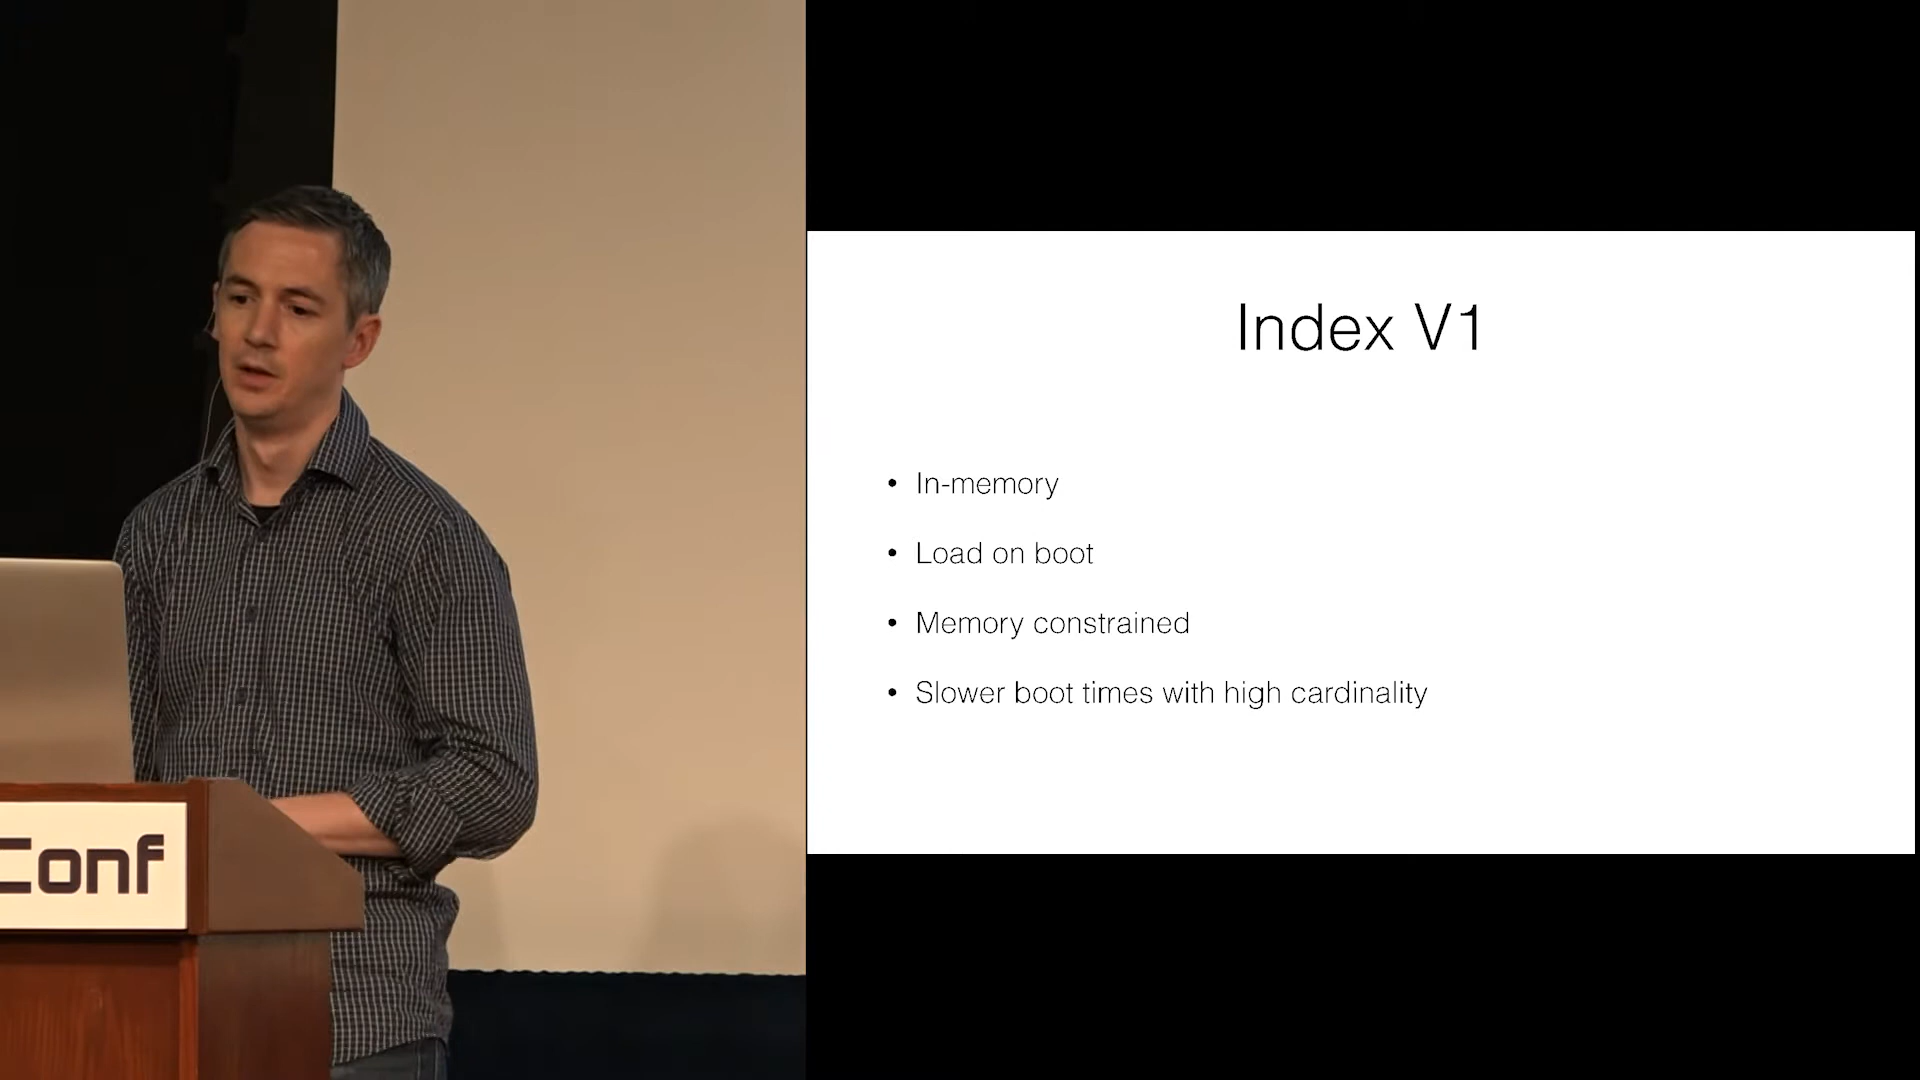 Conf
Index V1
• In-memory
• Load on boot
• Memory constrained
• Slower boot times with high cardinality